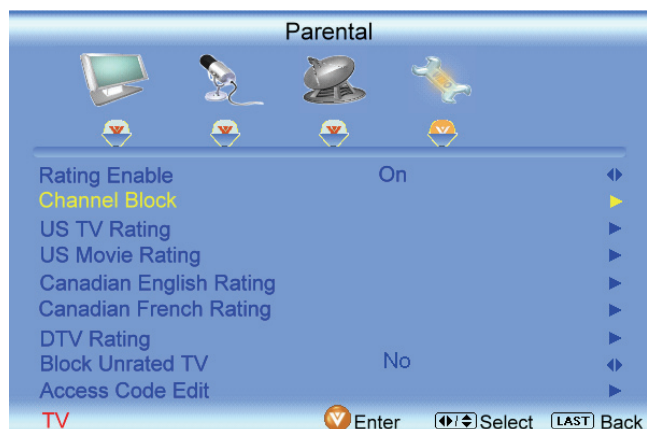 Parental
Rating Enable On
Channel Block
US TV Rating
US Movie Rating
Canadian English Rating
Canadian French Rating
DTV Rating
Block Unrated TV No
Access Code Edit
TV V Enter Select LAST Back